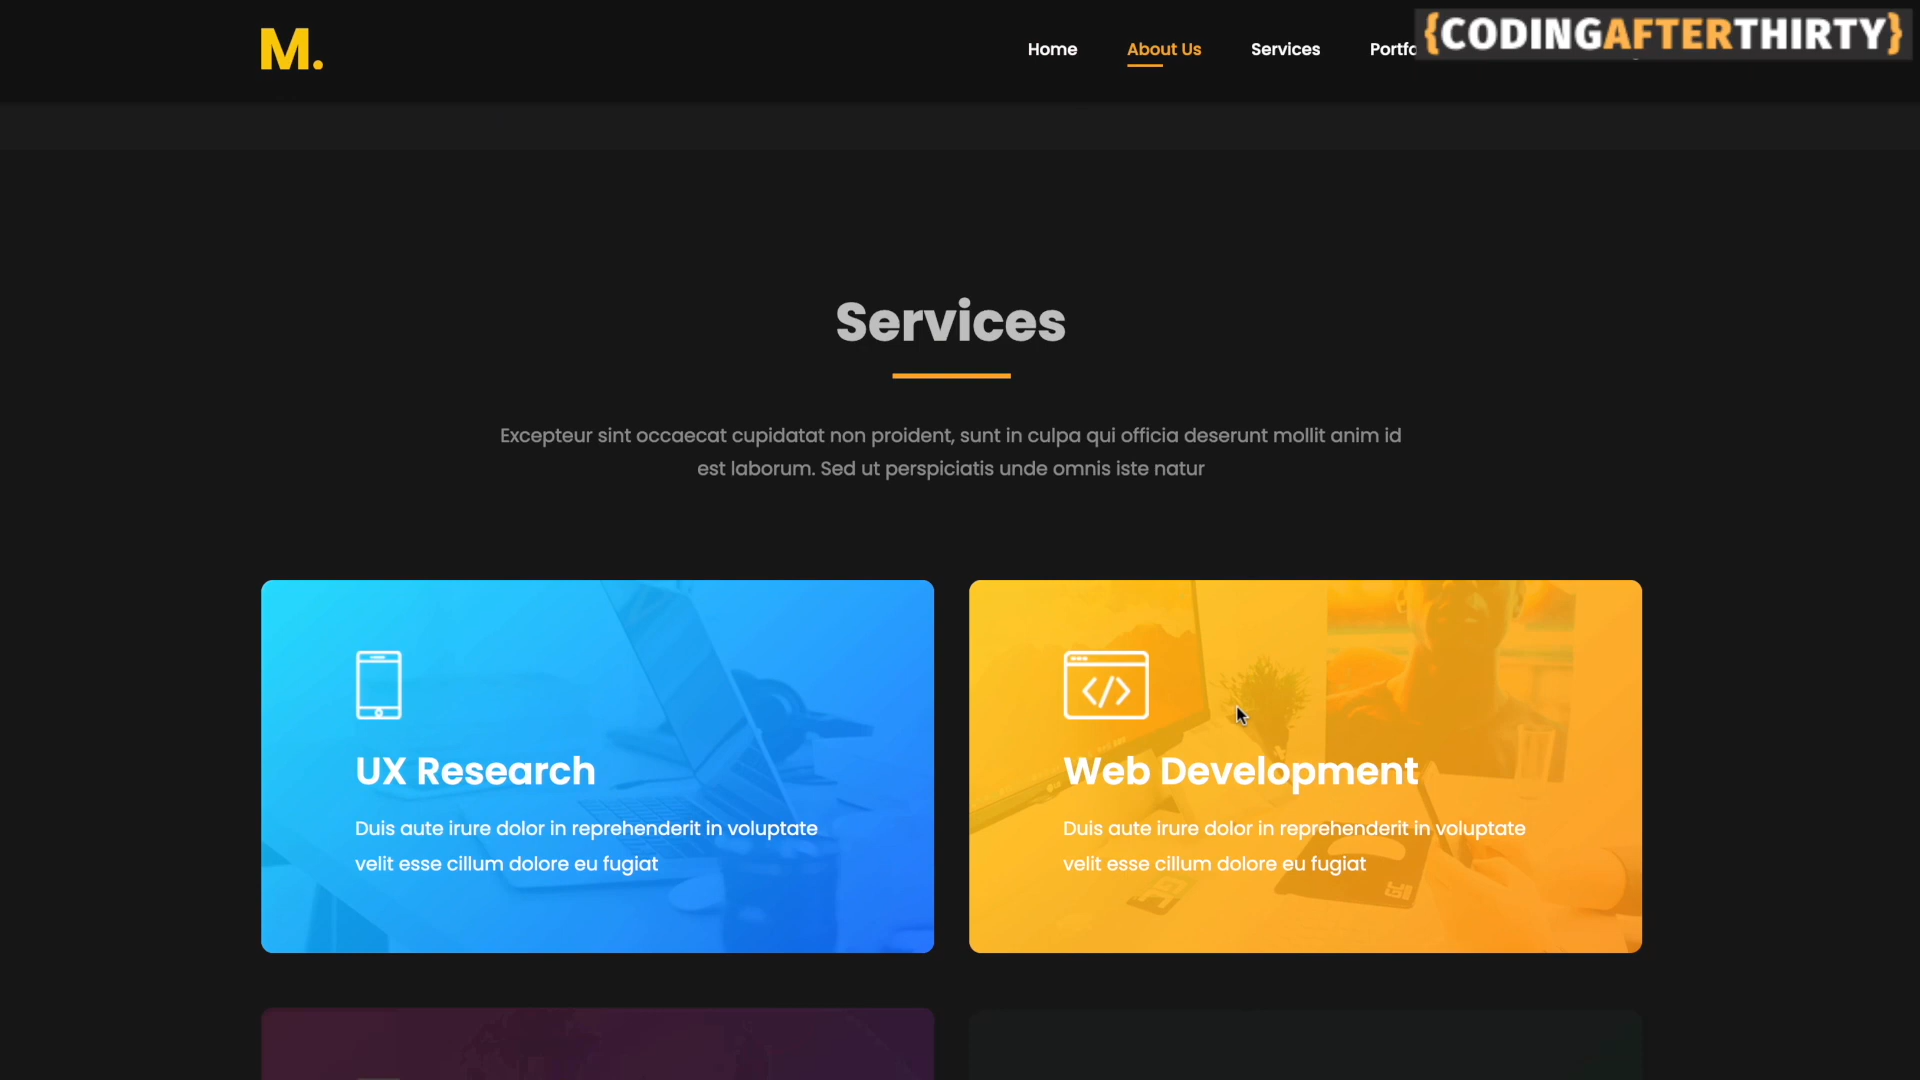 M.
Home
About Us
Services
{CODINGAFTERTHIRTY}
Services
Excepteur sint occaecat cupidatat non proident, sunt in culpa qui officia deserunt mollit anim id
est laborum. Sed ut perspiciatis unde omnis iste natur
UX Research
Duis aute irure dolor in reprehenderit in voluptate
velit esse cillum dolore eu fugiat
</>
Web Development
Duis aute irure dolor in reprehenderit in voluptate
velit esse cillum dolore eu fugiat